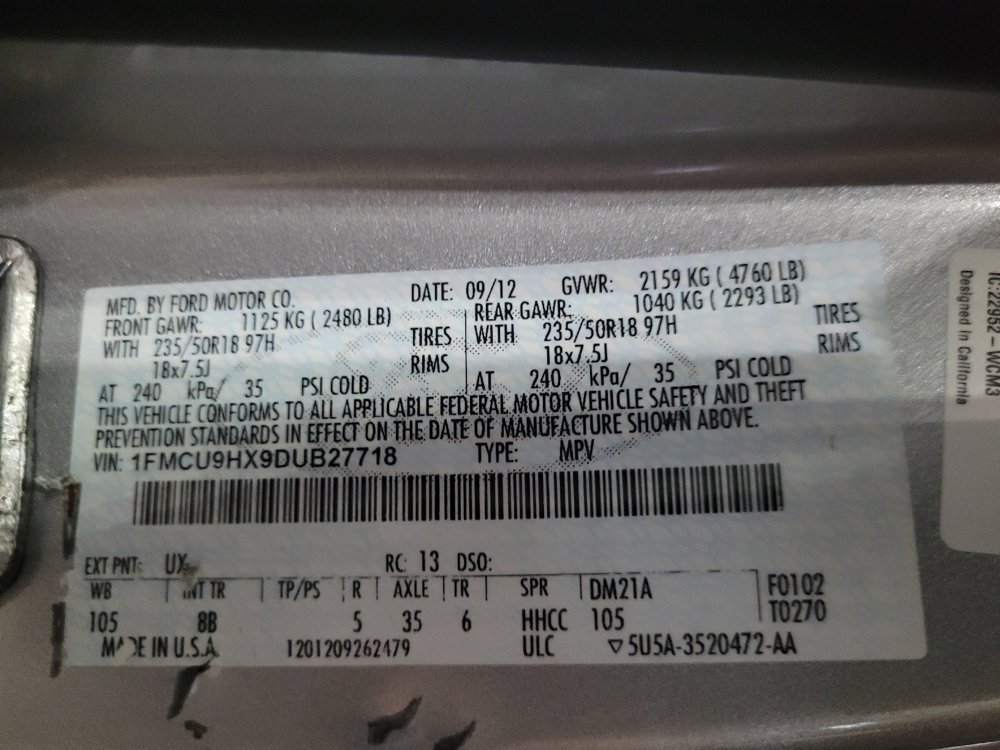 MFD. BY FORD MOTOR CO. DATE: 09/12 GVWR: 2159 KG ( 4760 LB)
FRONT GAWR: 1125 KG ( 2480 LB) REAR GAWR: 1040 KG ( 2293 LB)
WITH 235/50R18 97H TIRES WITH 235/50R18 97H TIRES
18x7.5J RIMS 18x7.5J RIMS
AT 240 kPa/ 35 PSI COLD AT 240 kPa/ 35 PSI COLD
THIS VEHICLE CONFORMS TO ALL APPLICABLE FEDERAL MOTOR VEHICLE SAFETY AND THEFT
PREVENTION STANDARDS IN EFFECT ON THE DATE OF MANUFACTURE SHOWN ABOVE.
VIN: 1FMCU9HX9DUB27718 TYPE: MPV
EXT PNT: UX RC: 13 DSO:
WB INT TR TP/PS R AXLE TR SPR DM21A F0102
105 8B 5 35 6 HHCC 105 T0270
MADE IN U.S.A. 1201209262479 ULC ▽5U5A-3520472-AA
IC:22952-WCM3
Designed in California